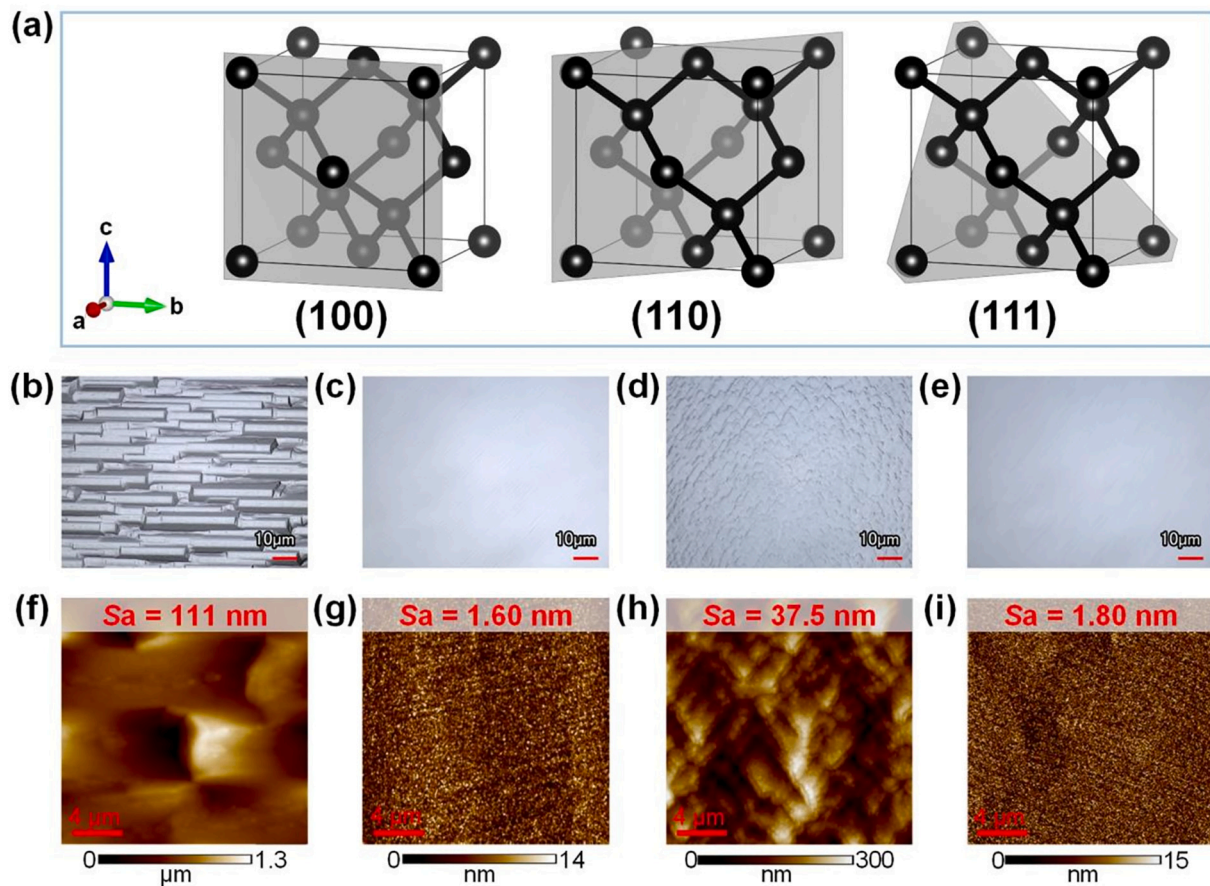 (a)
c
a
b
(100)
(110)
(111)
(b)
(c)
(d)
(e)
10μm
10μm
10μm
10μm
(f)
(g)
(h)
(i)
Sa = 111 nm
Sa = 1.60 nm
Sa = 37.5 nm
Sa = 1.80 nm
4 μm
4 μm
4 μm
4 μm
0 1.3
μm
0 14
nm
0 300
nm
0 15
nm